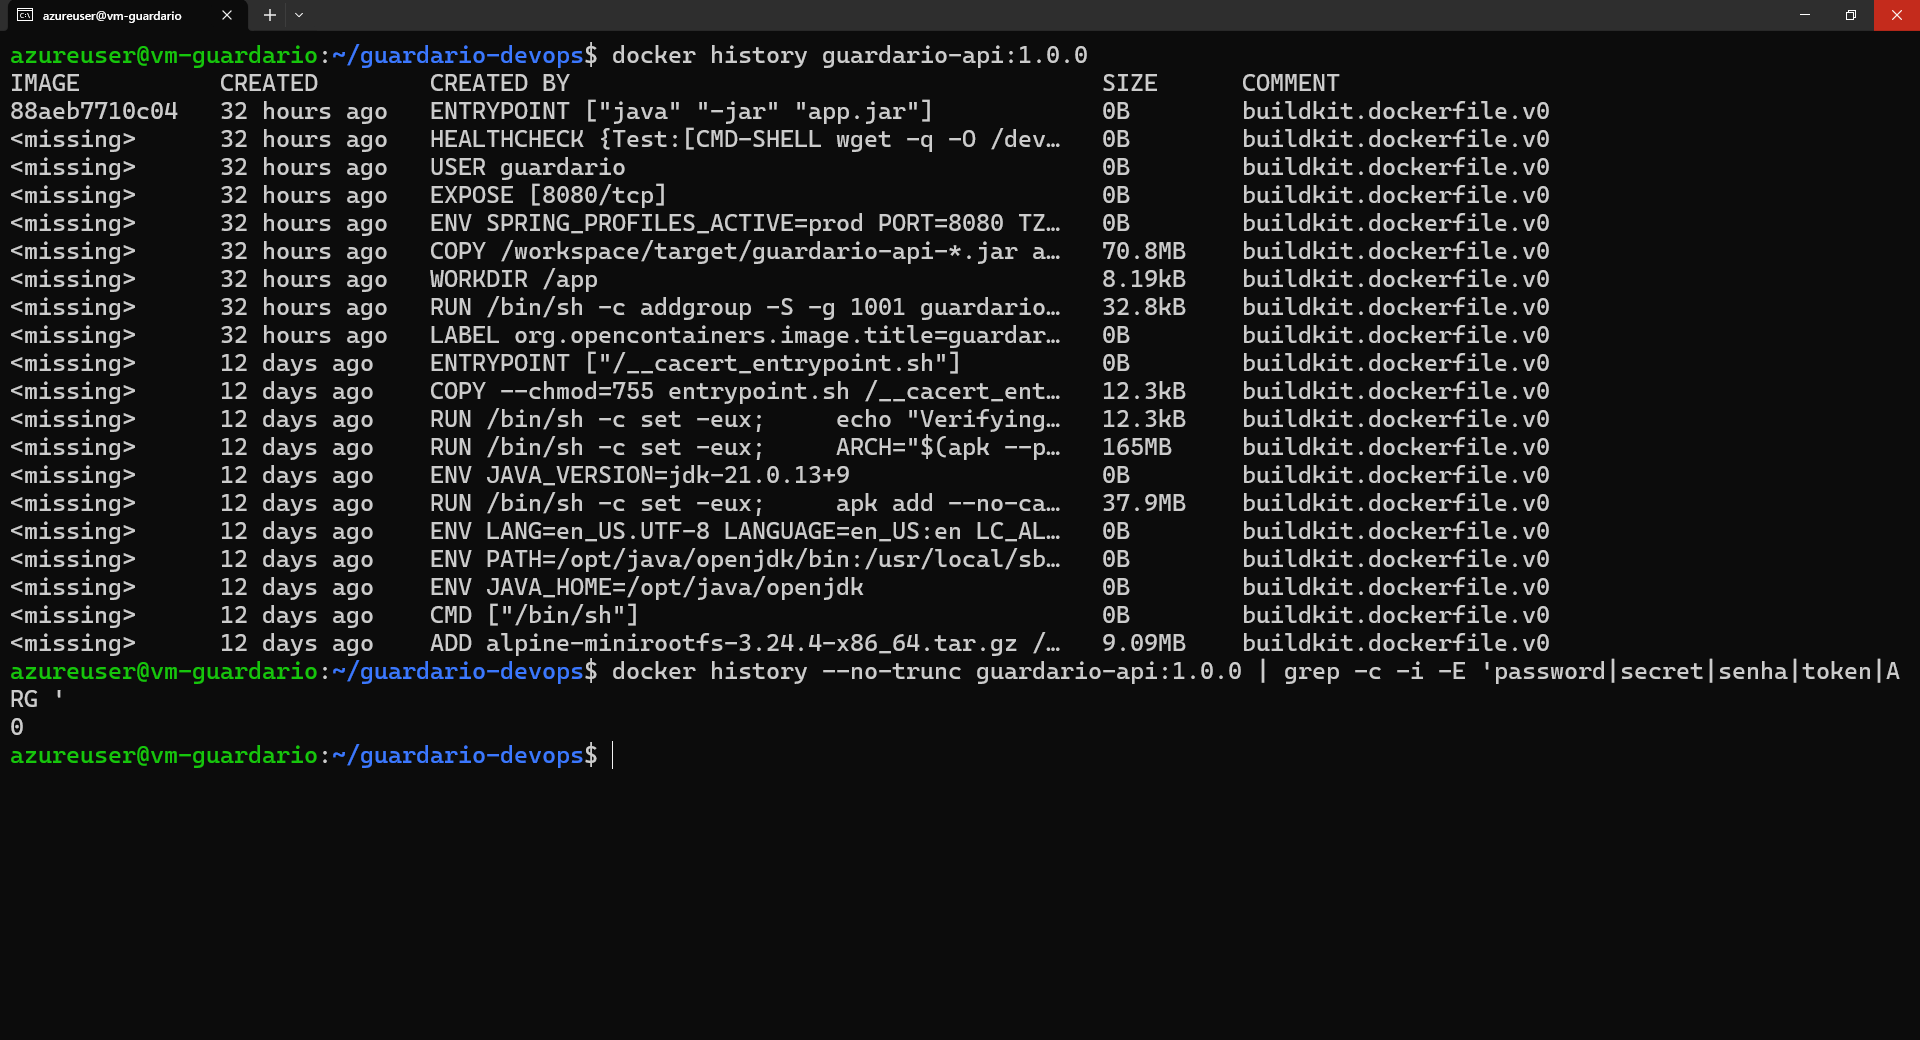 azureuser@vm-guardario
azureuser@vm-guardario:~/guardario-devops$ docker history guardario-api:1.0.0
IMAGE CREATED CREATED BY SIZE COMMENT
88aeb7710c04 32 hours ago ENTRYPOINT ["java" "-jar" "app.jar"] 0B buildkit.dockerfile.v0
<missing> 32 hours ago HEALTHCHECK {Test:[CMD-SHELL wget -q -O /dev… 0B buildkit.dockerfile.v0
<missing> 32 hours ago USER guardario 0B buildkit.dockerfile.v0
<missing> 32 hours ago EXPOSE [8080/tcp] 0B buildkit.dockerfile.v0
<missing> 32 hours ago ENV SPRING_PROFILES_ACTIVE=prod PORT=8080 TZ… 0B buildkit.dockerfile.v0
<missing> 32 hours ago COPY /workspace/target/guardario-api-*.jar a… 70.8MB buildkit.dockerfile.v0
<missing> 32 hours ago WORKDIR /app 8.19kB buildkit.dockerfile.v0
<missing> 32 hours ago RUN /bin/sh -c addgroup -S -g 1001 guardario… 32.8kB buildkit.dockerfile.v0
<missing> 32 hours ago LABEL org.opencontainers.image.title=guardar… 0B buildkit.dockerfile.v0
<missing> 12 days ago ENTRYPOINT ["/__cacert_entrypoint.sh"] 0B buildkit.dockerfile.v0
<missing> 12 days ago COPY --chmod=755 entrypoint.sh /__cacert_ent… 12.3kB buildkit.dockerfile.v0
<missing> 12 days ago RUN /bin/sh -c set -eux; echo "Verifying… 12.3kB buildkit.dockerfile.v0
<missing> 12 days ago RUN /bin/sh -c set -eux; ARCH="$(apk --p… 165MB buildkit.dockerfile.v0
<missing> 12 days ago ENV JAVA_VERSION=jdk-21.0.13+9 0B buildkit.dockerfile.v0
<missing> 12 days ago RUN /bin/sh -c set -eux; apk add --no-ca… 37.9MB buildkit.dockerfile.v0
<missing> 12 days ago ENV LANG=en_US.UTF-8 LANGUAGE=en_US:en LC_AL… 0B buildkit.dockerfile.v0
<missing> 12 days ago ENV PATH=/opt/java/openjdk/bin:/usr/local/sb… 0B buildkit.dockerfile.v0
<missing> 12 days ago ENV JAVA_HOME=/opt/java/openjdk 0B buildkit.dockerfile.v0
<missing> 12 days ago CMD ["/bin/sh"] 0B buildkit.dockerfile.v0
<missing> 12 days ago ADD alpine-minirootfs-3.24.4-x86_64.tar.gz /… 9.09MB buildkit.dockerfile.v0
azureuser@vm-guardario:~/guardario-devops$ docker history --no-trunc guardario-api:1.0.0 | grep -c -i -E 'password|secret|senha|token|A
RG '
0
azureuser@vm-guardario:~/guardario-devops$